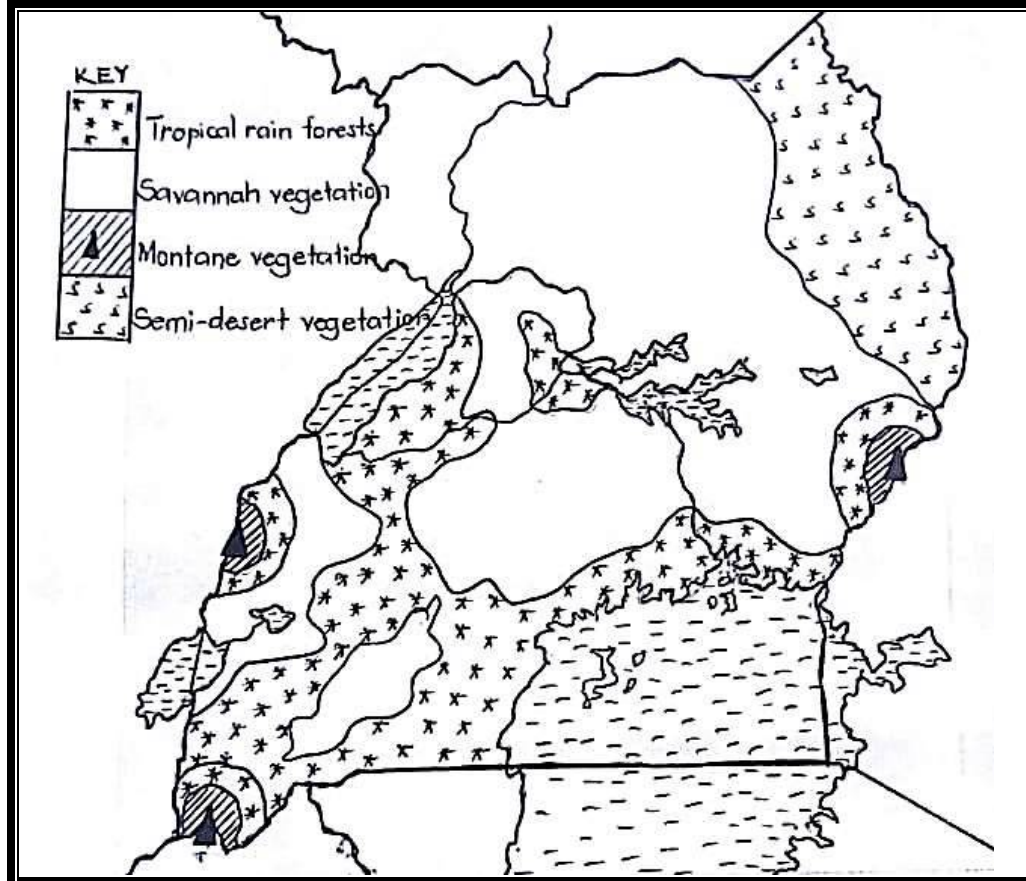 KEY
Tropical rain forests
Savannah vegetation
Montane vegetation
Semi-desert vegetation